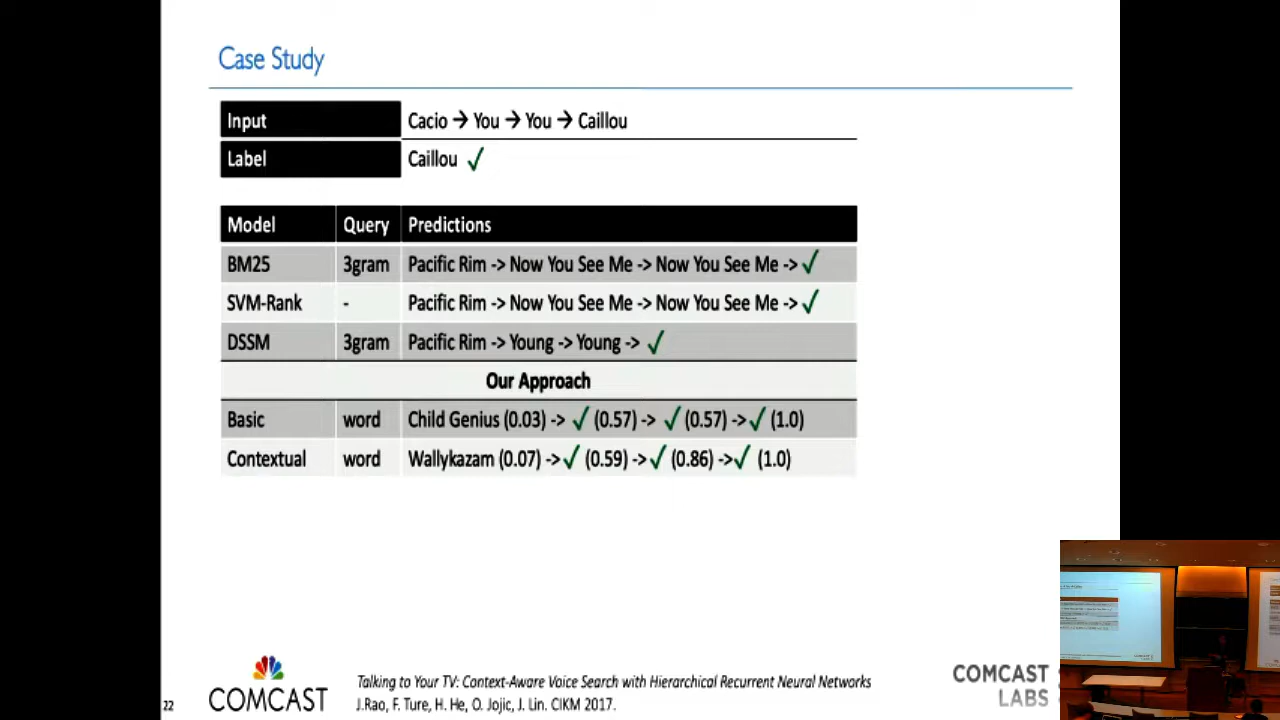 Case Study
Input Cacio → You → You → Caillou
Label Caillou ✓
Model Query Predictions
BM25 3gram Pacific Rim -> Now You See Me -> Now You See Me -> ✓
SVM-Rank - Pacific Rim -> Now You See Me -> Now You See Me -> ✓
DSSM 3gram Pacific Rim -> Young -> Young -> ✓
Our Approach
Basic word Child Genius (0.03) -> ✓ (0.57) -> ✓ (0.57) -> ✓ (1.0)
Contextual word Wallykazam (0.07) -> ✓ (0.59) -> ✓ (0.86) -> ✓ (1.0)
22
COMCAST
Talking to Your TV: Context-Aware Voice Search with Hierarchical Recurrent Neural Networks
J.Rao, F. Ture, H. He, O. Jojic, J. Lin. CIKM 2017.
COMCAST
LABS